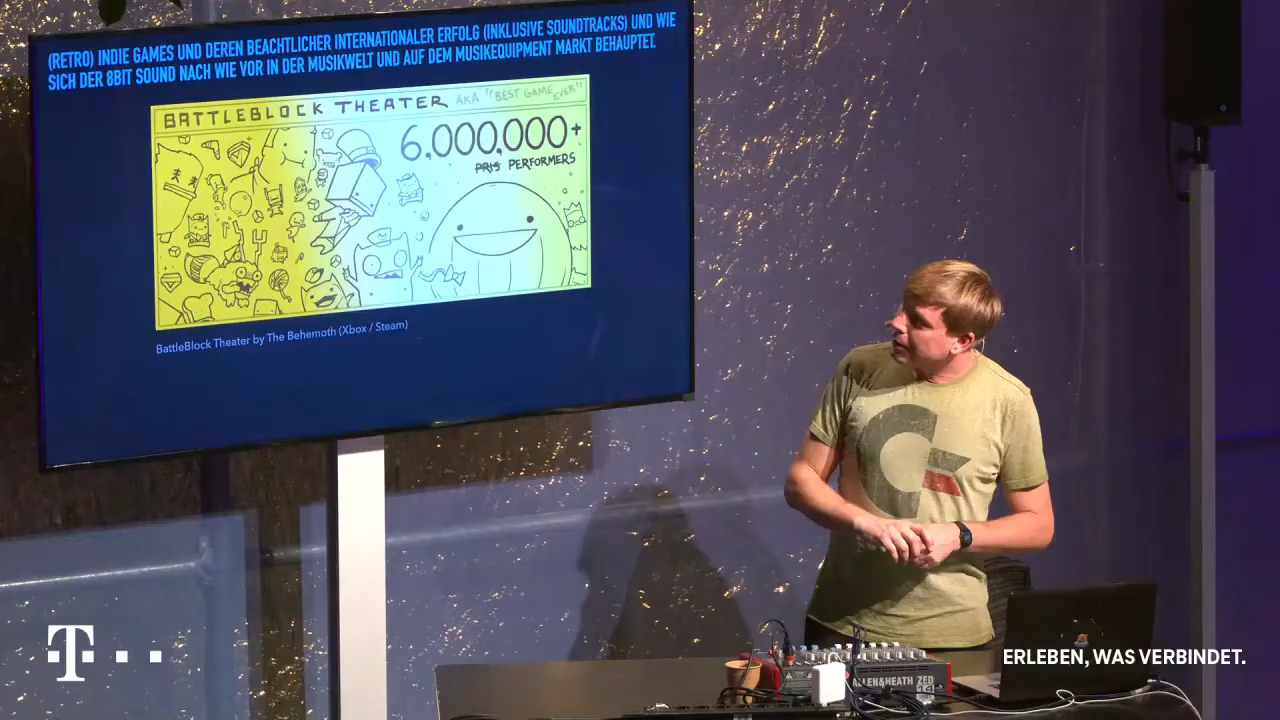 (RETRO) INDIE GAMES UND DEREN BEACHTLICHER INTERNATIONALER ERFOLG (INKLUSIVE SOUNDTRACKS) UND WIE
SICH DER 8BIT SOUND NACH WIE VOR IN DER MUSIKWELT UND AUF DEM MUSIKEQUIPMENT MARKT BEHAUPTET.
BATTLEBLOCK THEATER AKA "BEST GAME EVER"
6,000,000+
PRIS PERFORMERS
BattleBlock Theater by The Behemoth (Xbox / Steam)
T
ERLEBEN, WAS VERBINDET.
ALLEN&HEATH ZED